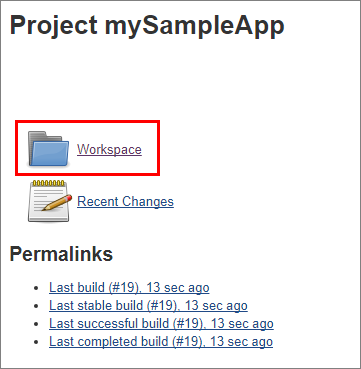 Project mySampleApp
Workspace
Recent Changes
Permalinks
Last build (#19), 13 sec ago
Last stable build (#19), 13 sec ago
Last successful build (#19), 13 sec ago
Last completed build (#19), 13 sec ago